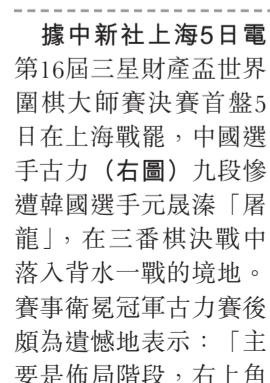 據中新社上海5日電
第16屆三星財產盃世界
圍棋大師賽決賽首盤5
日在上海戰罷，中國選
手古力（右圖）九段慘
遭韓國選手元晟溱「屠
龍」，在三番棋決戰中
落入背水一戰的境地。
賽事衛冕冠軍古力賽後
頗為遺憾地表示：「主
要是佈局階段，右上角